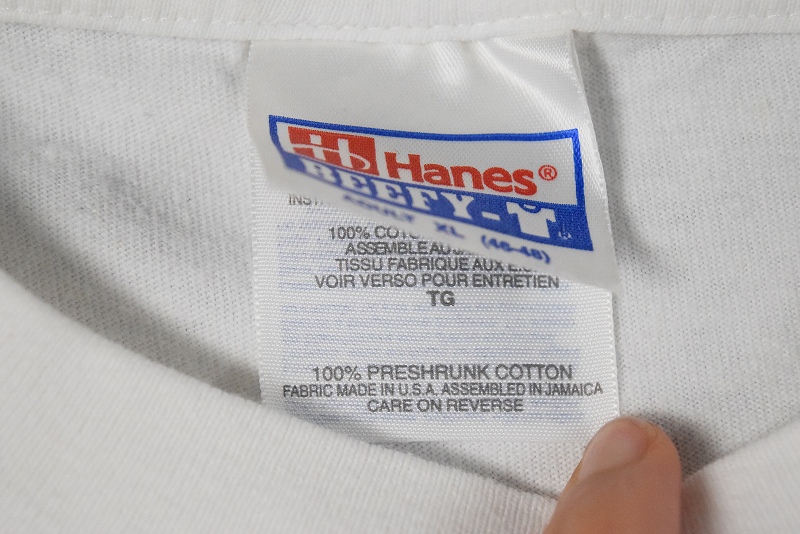 Hanes®
BEEFY-T
ADULT XL (46-48)
100%
ASSEMBLE AU
TISSU FABRIQUE AUX
VOIR VERSO POUR ENTRETIEN
TG
100% PRESHRUNK COTTON
FABRIC MADE IN U.S.A. ASSEMBLED IN JAMAICA
CARE ON REVERSE